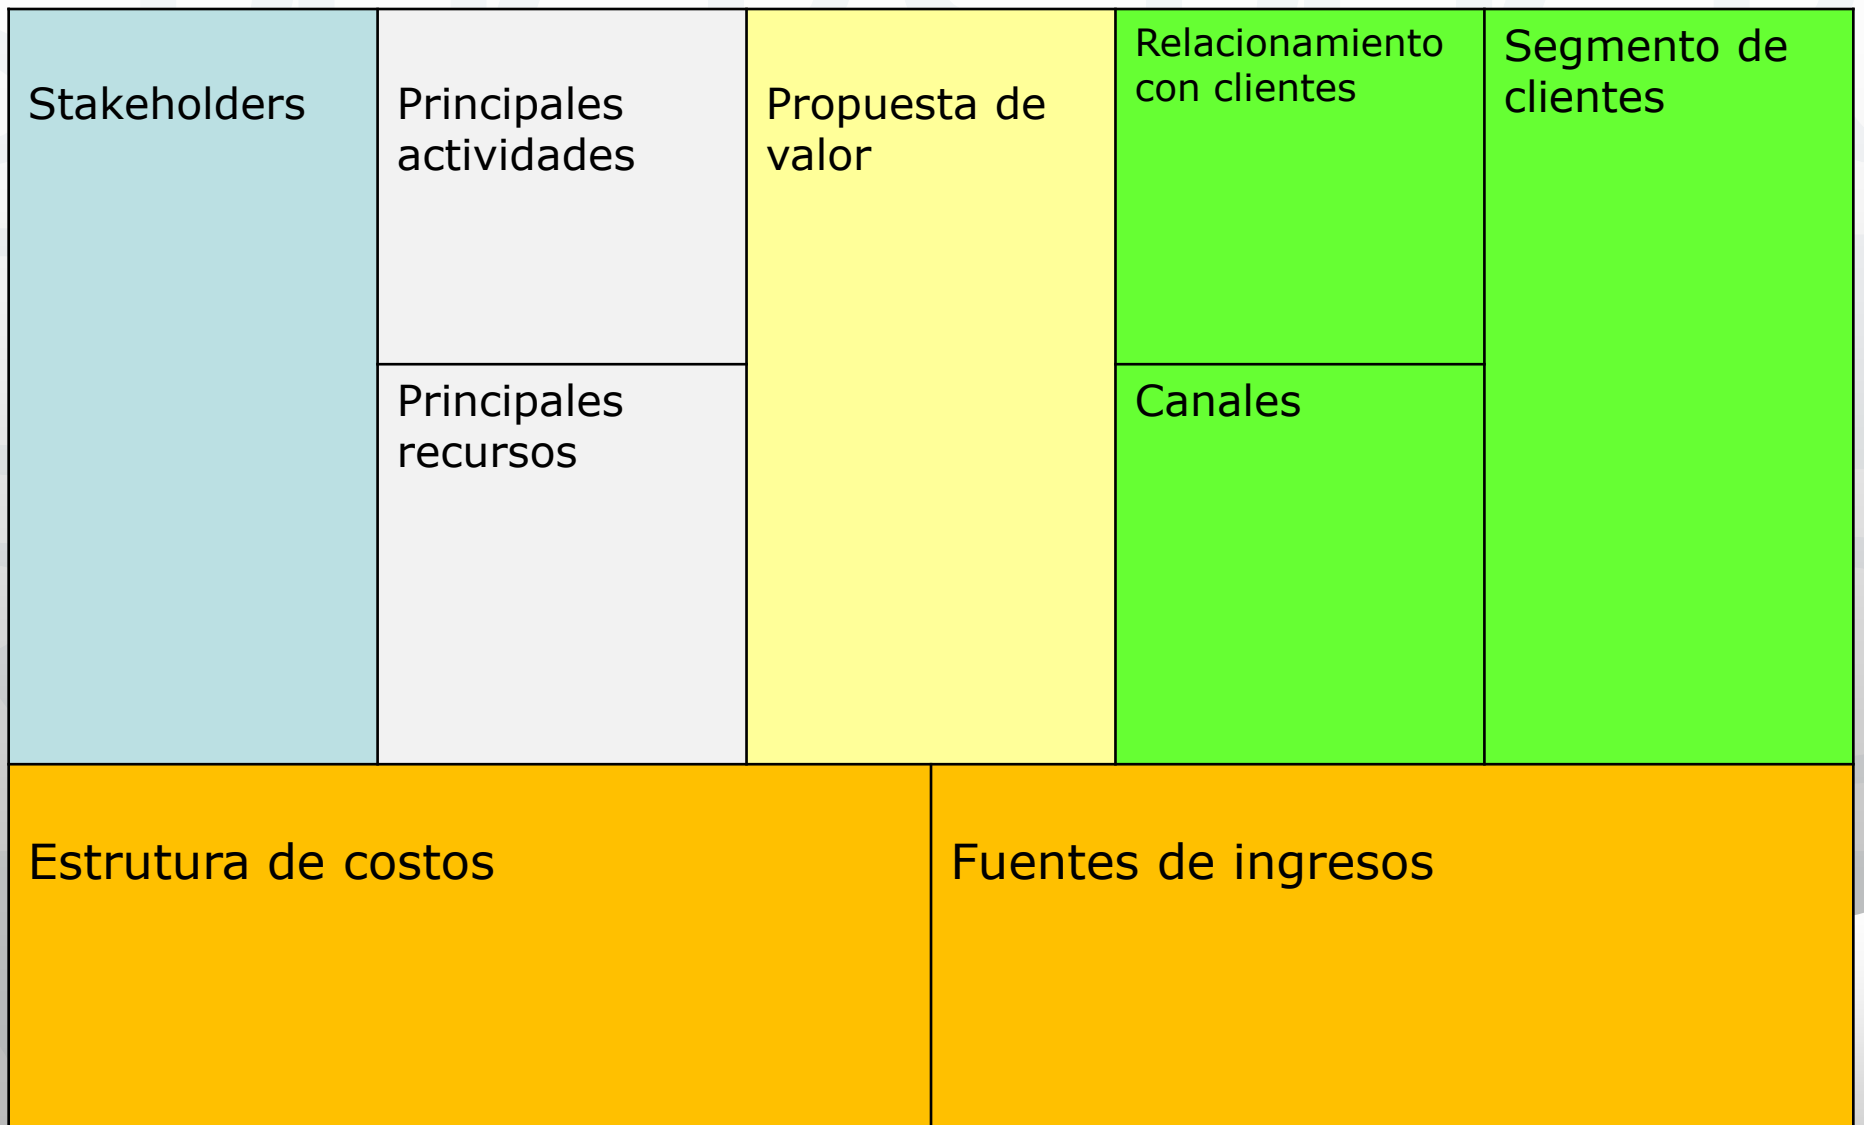 Stakeholders
Principales
actividades
Principales
recursos
Propuesta de
valor
Relacionamiento
con clientes
Canales
Segmento de
clientes
Estrutura de costos
Fuentes de ingresos